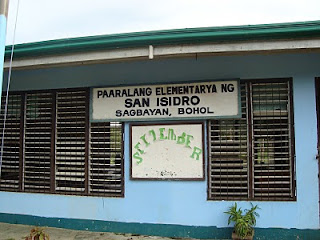 PAARALANG ELEMENTARYA NG
SAN ISIDRO
SAGBAYAN, BOHOL
SEPTEMBER